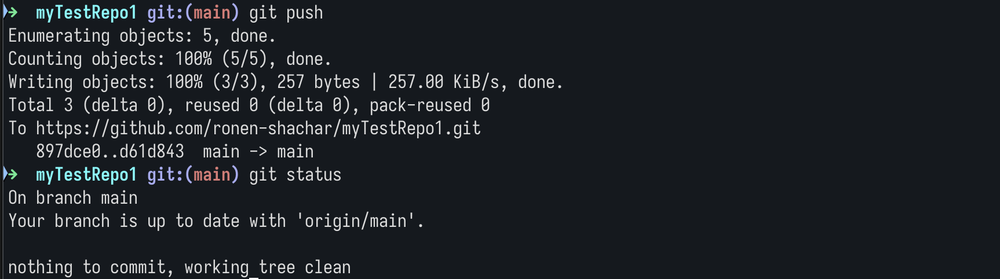 ➜  myTestRepo1 git:(main) git push
Enumerating objects: 5, done.
Counting objects: 100% (5/5), done.
Writing objects: 100% (3/3), 257 bytes | 257.00 KiB/s, done.
Total 3 (delta 0), reused 0 (delta 0), pack-reused 0
To https://github.com/ronen-shachar/myTestRepo1.git
   897dce0..d61d843  main -> main
➜  myTestRepo1 git:(main) git status
On branch main
Your branch is up to date with 'origin/main'.

nothing to commit, working tree clean